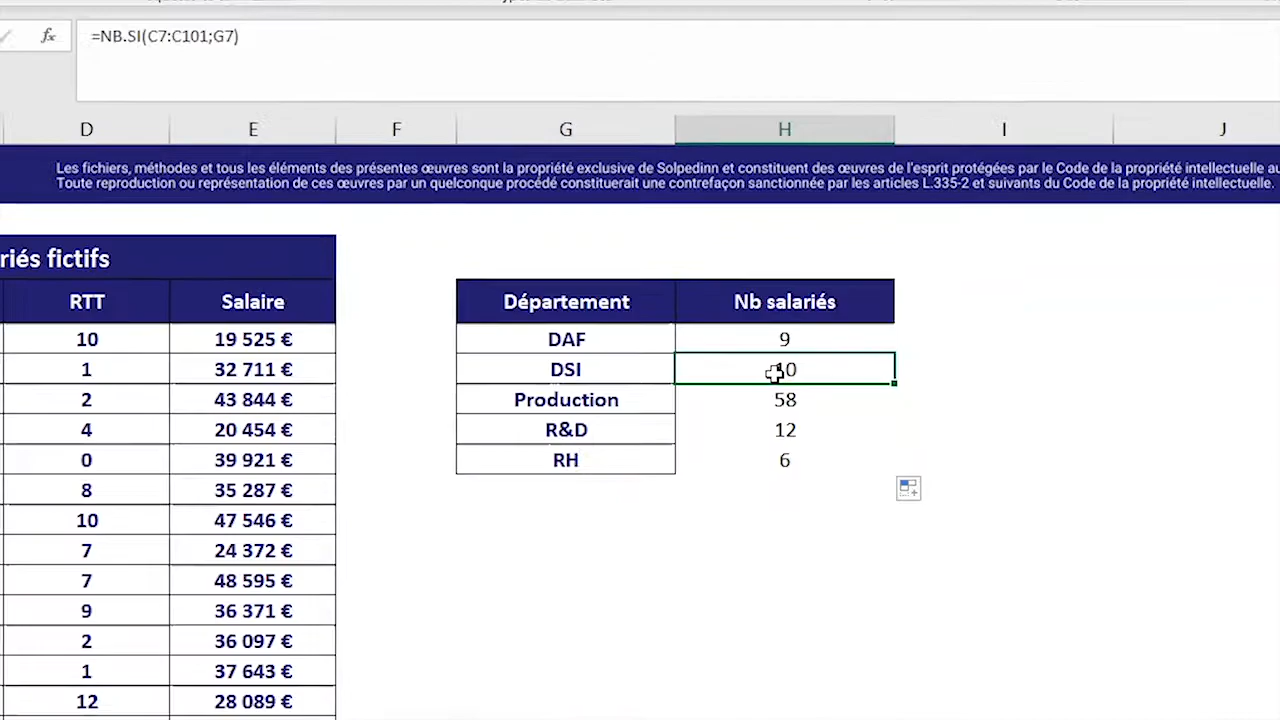 =NB.SI(C7:C101;G7)
D E F G H I J
Les fichiers, méthodes et tous les éléments des présentes œuvres sont la propriété exclusive de Solpedinn et constituent des œuvres de l'esprit protégées par le Code de la propriété intellectuelle au
Toute reproduction ou représentation de ces œuvres par un quelconque procédé constituerait une contrefaçon sanctionnée par les articles L.335-2 et suivants du Code de la propriété intellectuelle.
riés fictifs
RTT Salaire
10 19 525 €
1 32 711 €
2 43 844 €
4 20 454 €
0 39 921 €
8 35 287 €
10 47 546 €
7 24 372 €
7 48 595 €
9 36 371 €
2 36 097 €
1 37 643 €
12 28 089 €
Département Nb salariés
DAF 9
DSI 10
Production 58
R&D 12
RH 6